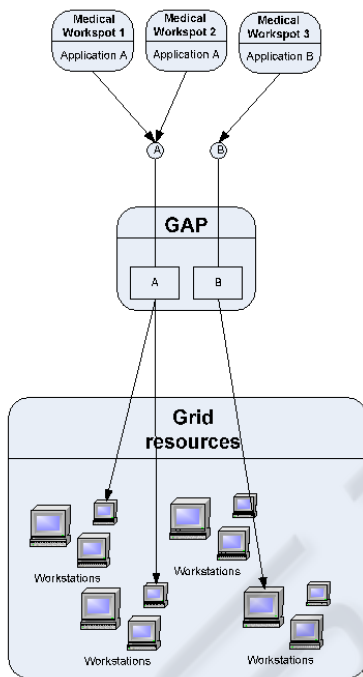 Medical
Workspot 1
Application A
Medical
Workspot 2
Application A
Medical
Workspot 3
Application B
A
B
GAP
A
B
Grid
resources
Workstations
Workstations
Workstations
Workstations